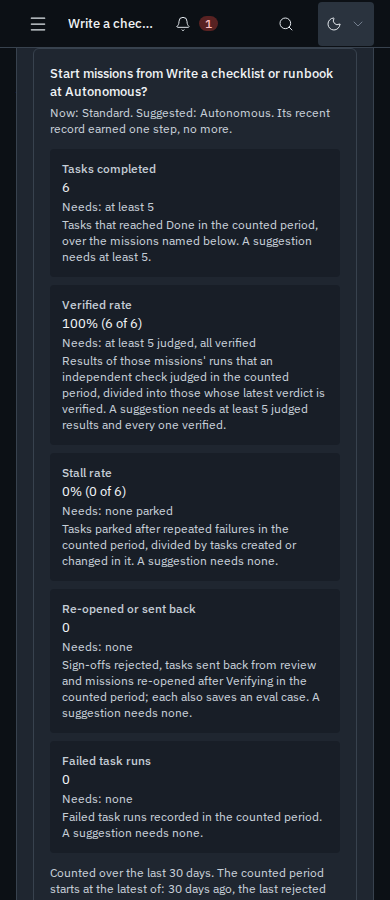 Write a chec...
1
Start missions from Write a checklist or runbook
at Autonomous?
Now: Standard. Suggested: Autonomous. Its recent
record earned one step, no more.
Tasks completed
6
Needs: at least 5
Tasks that reached Done in the counted period,
over the missions named below. A suggestion
needs at least 5.
Verified rate
100% (6 of 6)
Needs: at least 5 judged, all verified
Results of those missions' runs that an
independent check judged in the counted
period, divided into those whose latest verdict is
verified. A suggestion needs at least 5 judged
results and every one verified.
Stall rate
0% (0 of 6)
Needs: none parked
Tasks parked after repeated failures in the
counted period, divided by tasks created or
changed in it. A suggestion needs none.
Re-opened or sent back
0
Needs: none
Sign-offs rejected, tasks sent back from review
and missions re-opened after Verifying in the
counted period; each also saves an eval case. A
suggestion needs none.
Failed task runs
0
Needs: none
Failed task runs recorded in the counted period.
A suggestion needs none.
Counted over the last 30 days. The counted period
starts at the latest of: 30 days ago, the last rejected